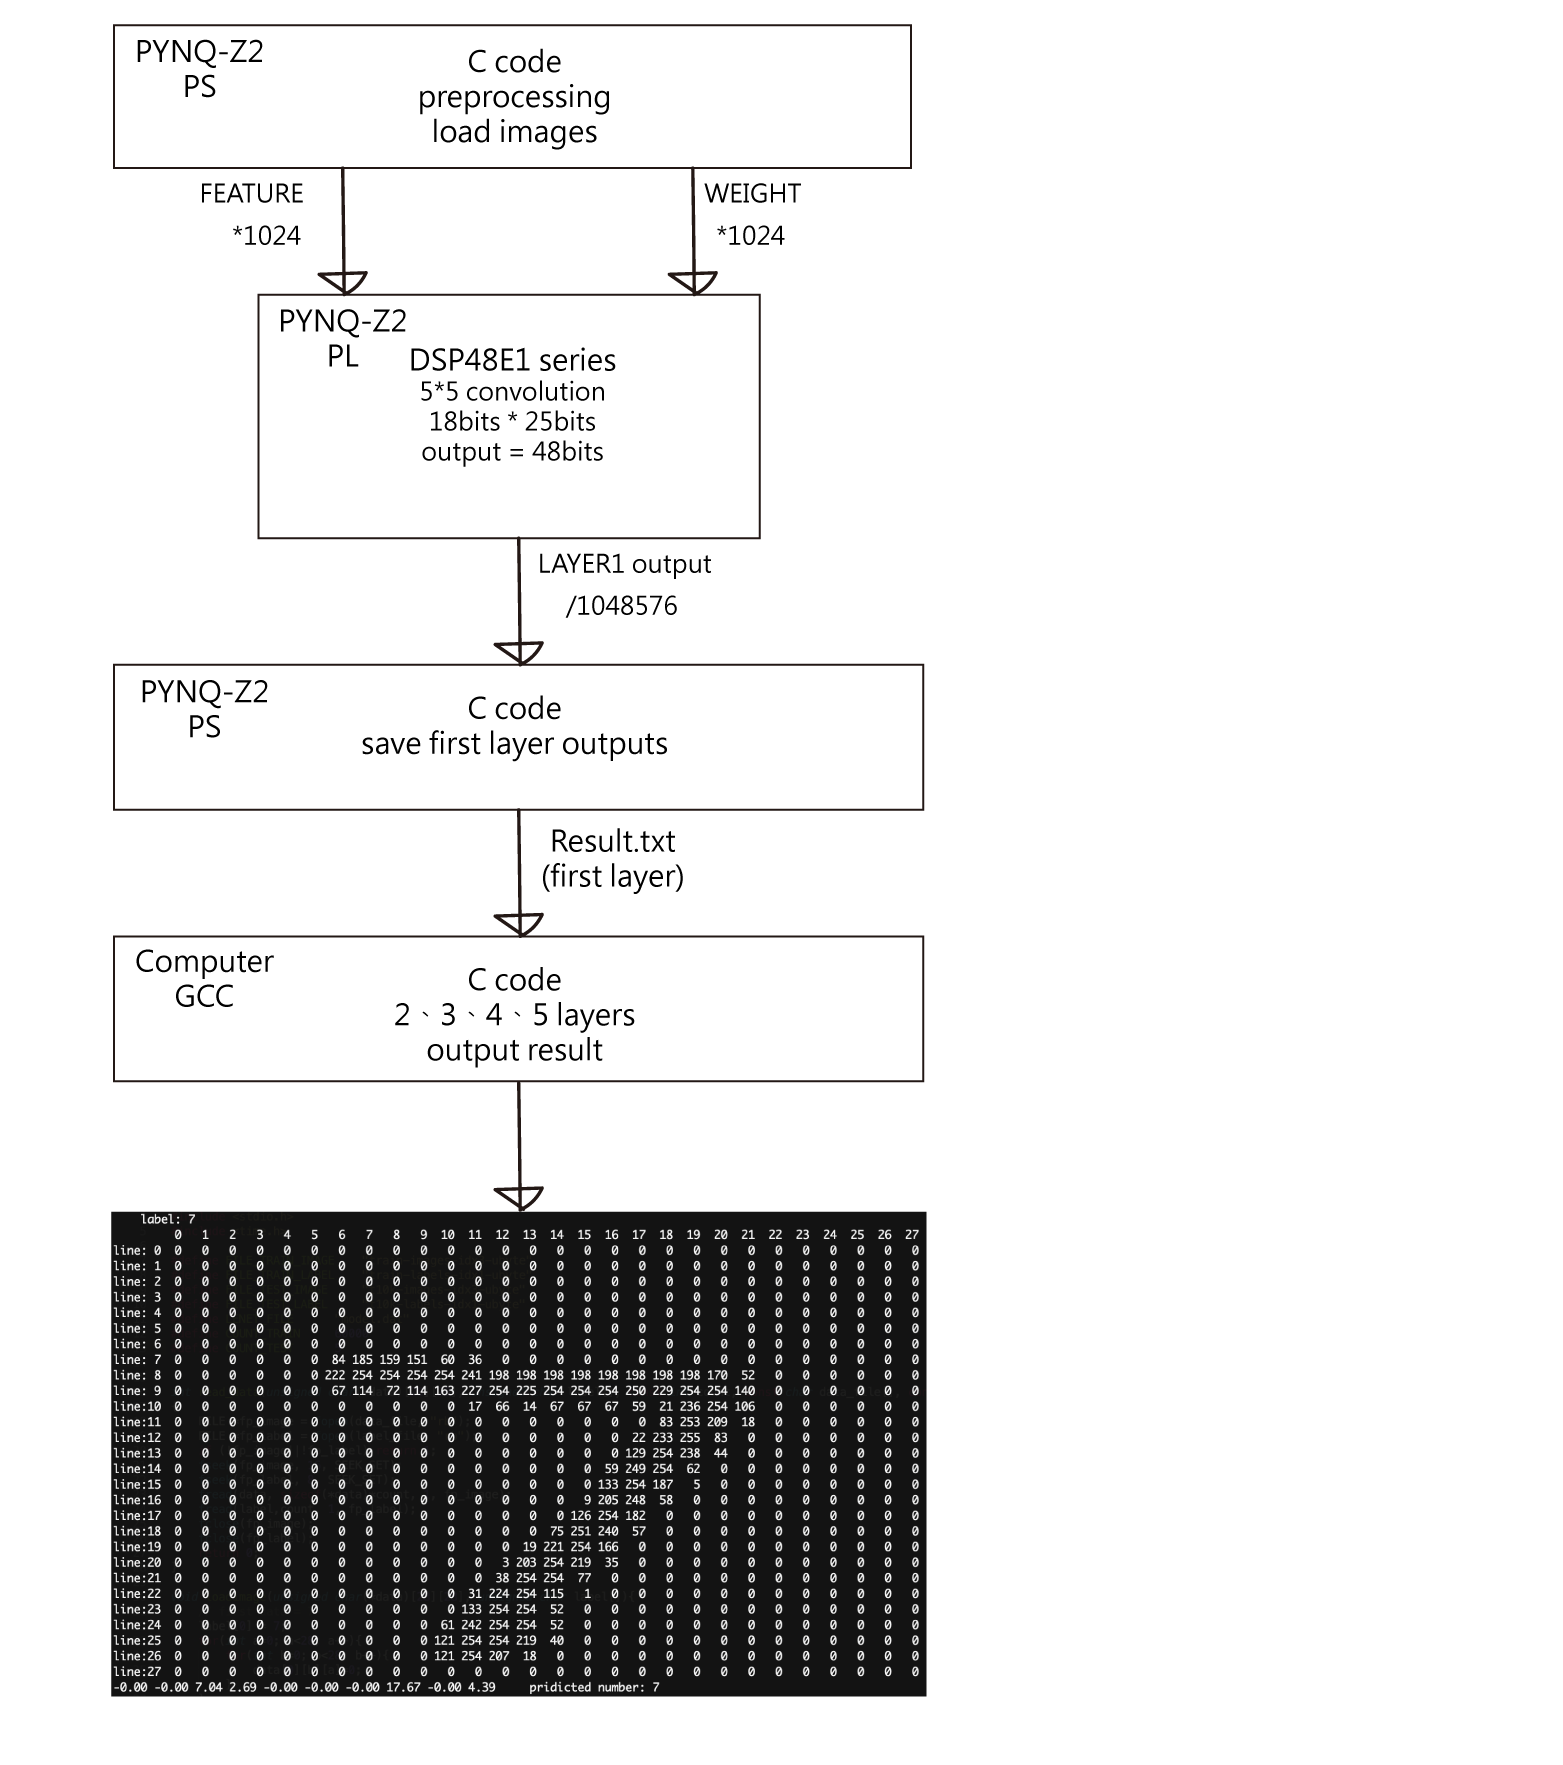 PYNQ-Z2
PS
C code
preprocessing
load images
FEATURE
*1024
WEIGHT
*1024
PYNQ-Z2
PL
DSP48E1 series
5*5 convolution
18bits * 25bits
output = 48bits
LAYER1 output
/1048576
PYNQ-Z2
PS
C code
save first layer outputs
Result.txt
(first layer)
Computer
GCC
C code
2、3、4、5 layers
output result
label: 7
0 1 2 3 4 5 6 7 8 9 10 11 12 13 14 15 16 17 18 19 20 21 22 23 24 25 26 27
line: 0 0 0 0 0 0 0 0 0 0 0 0 0 0 0 0 0 0 0 0 0 0 0 0 0 0 0 0 0
line: 1 0 0 0 0 0 0 0 0 0 0 0 0 0 0 0 0 0 0 0 0 0 0 0 0 0 0 0 0
line: 2 0 0 0 0 0 0 0 0 0 0 0 0 0 0 0 0 0 0 0 0 0 0 0 0 0 0 0 0
line: 3 0 0 0 0 0 0 0 0 0 0 0 0 0 0 0 0 0 0 0 0 0 0 0 0 0 0 0 0
line: 4 0 0 0 0 0 0 0 0 0 0 0 0 0 0 0 0 0 0 0 0 0 0 0 0 0 0 0 0
line: 5 0 0 0 0 0 0 0 0 0 0 0 0 0 0 0 0 0 0 0 0 0 0 0 0 0 0 0 0
line: 6 0 0 0 0 0 0 0 0 0 0 0 0 0 0 0 0 0 0 0 0 0 0 0 0 0 0 0 0
line: 7 0 0 0 0 0 0 84 185 159 151 60 36 0 0 0 0 0 0 0 0 0 0 0 0 0 0 0 0
line: 8 0 0 0 0 0 0 222 254 254 254 254 241 198 198 198 198 198 198 198 198 170 52 0 0 0 0 0 0
line: 9 0 0 0 0 0 0 67 114 72 114 163 227 254 225 254 254 254 250 229 254 254 140 0 0 0 0 0 0
line:10 0 0 0 0 0 0 0 0 0 0 0 17 66 14 67 67 67 59 21 236 254 106 0 0 0 0 0 0
line:11 0 0 0 0 0 0 0 0 0 0 0 0 0 0 0 0 0 0 83 253 209 18 0 0 0 0 0 0
line:12 0 0 0 0 0 0 0 0 0 0 0 0 0 0 0 0 0 22 233 255 83 0 0 0 0 0 0 0
line:13 0 0 0 0 0 0 0 0 0 0 0 0 0 0 0 0 0 129 254 238 44 0 0 0 0 0 0 0
line:14 0 0 0 0 0 0 0 0 0 0 0 0 0 0 0 0 59 249 254 62 0 0 0 0 0 0 0 0
line:15 0 0 0 0 0 0 0 0 0 0 0 0 0 0 0 0 133 254 187 5 0 0 0 0 0 0 0 0
line:16 0 0 0 0 0 0 0 0 0 0 0 0 0 0 0 9 205 248 58 0 0 0 0 0 0 0 0 0
line:17 0 0 0 0 0 0 0 0 0 0 0 0 0 0 0 126 254 182 0 0 0 0 0 0 0 0 0 0
line:18 0 0 0 0 0 0 0 0 0 0 0 0 0 0 75 251 240 57 0 0 0 0 0 0 0 0 0 0
line:19 0 0 0 0 0 0 0 0 0 0 0 0 0 19 221 254 166 0 0 0 0 0 0 0 0 0 0 0
line:20 0 0 0 0 0 0 0 0 0 0 0 0 3 203 254 219 35 0 0 0 0 0 0 0 0 0 0 0
line:21 0 0 0 0 0 0 0 0 0 0 0 0 38 254 254 77 0 0 0 0 0 0 0 0 0 0 0 0
line:22 0 0 0 0 0 0 0 0 0 0 0 31 224 254 115 1 0 0 0 0 0 0 0 0 0 0 0 0
line:23 0 0 0 0 0 0 0 0 0 0 0 133 254 254 52 0 0 0 0 0 0 0 0 0 0 0 0 0
line:24 0 0 0 0 0 0 0 0 0 0 61 242 254 254 52 0 0 0 0 0 0 0 0 0 0 0 0 0
line:25 0 0 0 0 0 0 0 0 0 0 121 254 254 219 40 0 0 0 0 0 0 0 0 0 0 0 0 0
line:26 0 0 0 0 0 0 0 0 0 0 121 254 207 18 0 0 0 0 0 0 0 0 0 0 0 0 0 0
line:27 0 0 0 0 0 0 0 0 0 0 0 0 0 0 0 0 0 0 0 0 0 0 0 0 0 0 0 0
-0.00 -0.00 7.04 2.69 -0.00 -0.00 -0.00 17.67 -0.00 4.39 pridicted number: 7